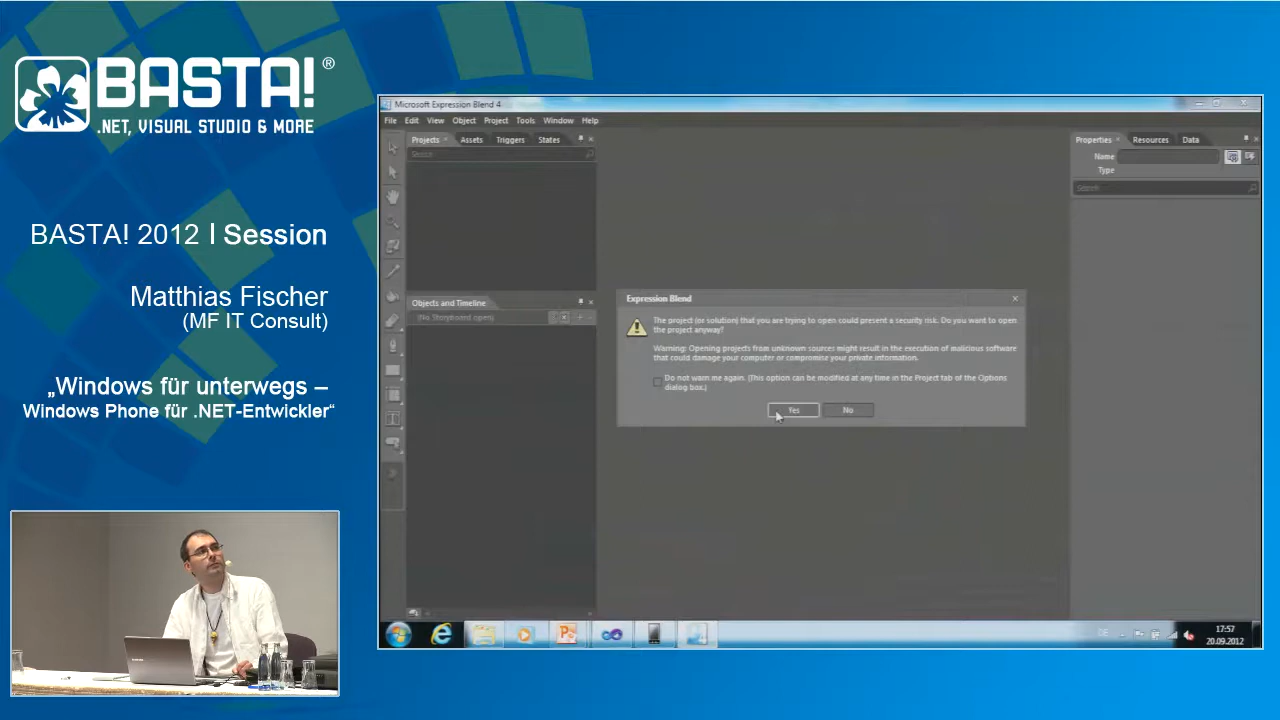 BASTA!®
.NET, VISUAL STUDIO & MORE
BASTA! 2012 | Session
Matthias Fischer
(MF IT Consult)
„Windows für unterwegs –
Windows Phone für .NET-Entwickler“
Microsoft Expression Blend 4
File Edit View Object Project Tools Window Help
Projects Assets Triggers States
Search
Objects and Timeline
(No Storyboard open)
Expression Blend
The project (or solution) that you are trying to open could present a security risk. Do you want to open
the project anyway?
Warning: Opening projects from unknown sources might result in the execution of malicious software
that could damage your computer or compromise your private information.
Do not warn me again. (This option can be modified at any time in the Project tab of the Options
dialog box.)
Yes No
Properties Resources Data
Name
Type
Search
DE
17:57
20.09.2012